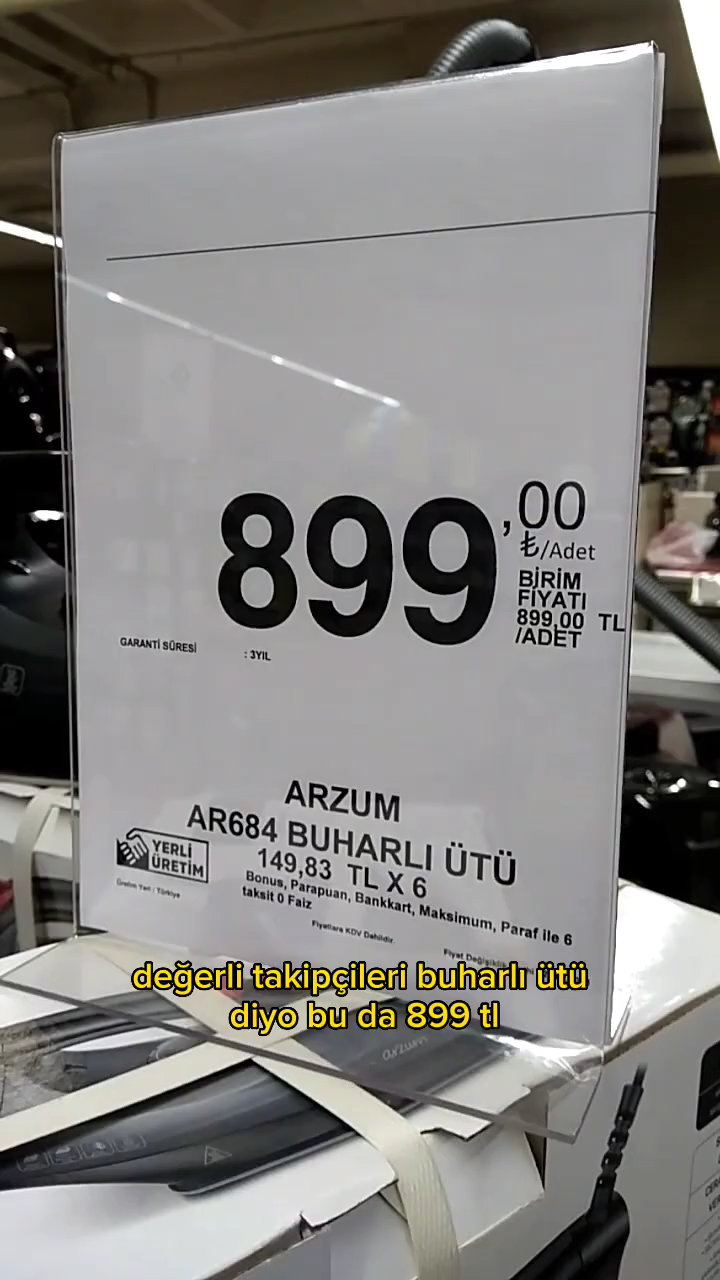 899,00
₺/Adet
BİRİM
FİYATI
899,00 TL
/ADET
GARANTİ SÜRESİ : 3YIL
ARZUM
AR684 BUHARLI ÜTÜ
YERLİ
ÜRETİM
149,83 TL X 6
Bonus, Parapuan, Bankkart, Maksimum, Paraf ile 6
taksit 0 Faiz
Üretim Yeri : Türkiye
Fiyatlara KDV Dahildir.
değerli takipçileri buharlı ütü
diyo bu da 899 tl
arzum